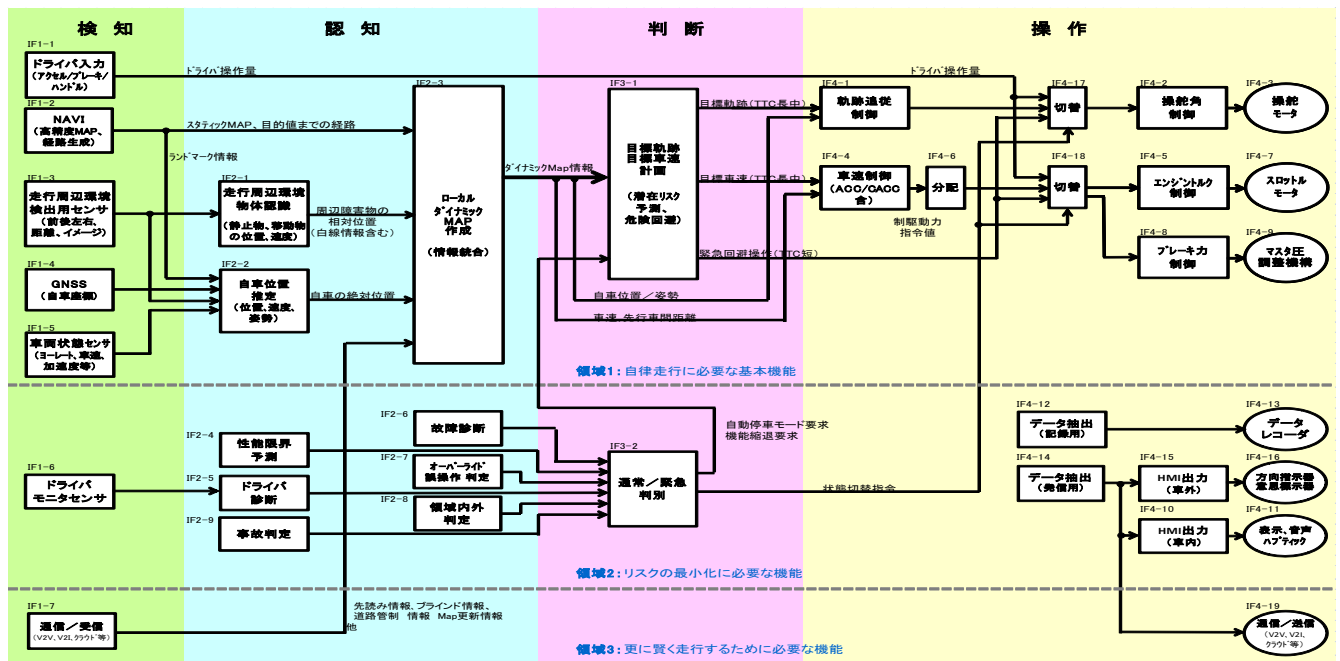 検 知
認 知
判 断
操 作
IF1-1
ドライバ入力
(アクセル/ブレーキ/
ハンドル)
IF1-2
NAVI
(高精度MAP、
経路生成)
IF1-3
走行周辺環境
検出用センサ
(前後左右、
距離、イメージ)
IF1-4
GNSS
(自車座標)
IF1-5
車両状態センサ
(ヨーレート、車速、
加速度等)
ドライバ操作量
スタティックMAP、目的値までの経路
ランドマーク情報
IF2-1
走行周辺環境
物体認識
(静止物、移動物
の位置、速度)
周辺障害物の
相対位置
(白線情報含む)
IF2-2
自車位置
推定
(位置、速度、
姿勢)
自車の絶対位置
IF2-3
ローカル
ダイナミック
MAP
作成
(情報統合)
ダイナミックMap情報
IF3-1
目標軌跡
目標車速
計画
(潜在リスク
予測、
危険回避)
目標軌跡(TTC長中)
目標車速(TTC長中)
緊急回避操作(TTC短)
自車位置/姿勢
車速、先行車間距離
ドライバ操作量
IF4-1
軌跡追従
制御
IF4-4
車速制御
(ACC/CACC
含)
IF4-6
分配
制駆動力
指令値
IF4-17
切替
IF4-18
切替
IF4-2
操舵角
制御
IF4-3
操舵
モータ
IF4-5
エンジントルク
制御
IF4-7
スロットル
モータ
IF4-8
ブレーキ力
制御
IF4-9
マスタ圧
調整機構
領域1:自律走行に必要な基本機能
IF1-6
ドライバ
モニタセンサ
IF2-4
性能限界
予測
IF2-5
ドライバ
診断
IF2-9
事故判定
IF2-6
故障診断
IF2-7
オーバーライド
誤操作 判定
IF2-8
領域内外
判定
IF3-2
通常/緊急
判別
自動停車モード要求
機能縮退要求
状態切替指令
IF4-12
データ抽出
(記録用)
IF4-13
データ
レコーダ
IF4-14
データ抽出
(発信用)
IF4-15
HMI出力
(車外)
IF4-16
方向指示器
意思標示器
IF4-10
HMI出力
(車内)
IF4-11
表示、音声
ハプティック
領域2:リスクの最小化に必要な機能
IF1-7
通信/受信
(V2V、V2I、クラウド等)
先読み情報、ブラインド情報、
道路管制 情報 Map更新情報
他
IF4-19
通信/送信
(V2V、V2I、
クラウド等)
領域3:更に賢く走行するために必要な機能